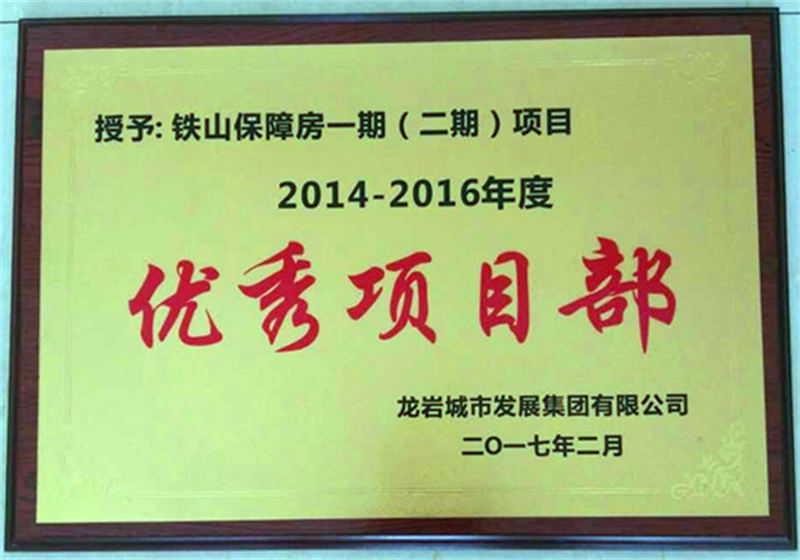 授予: 铁山保障房一期（二期）项目
2014-2016年度
优秀项目部
龙岩城市发展集团有限公司
二O一七年二月